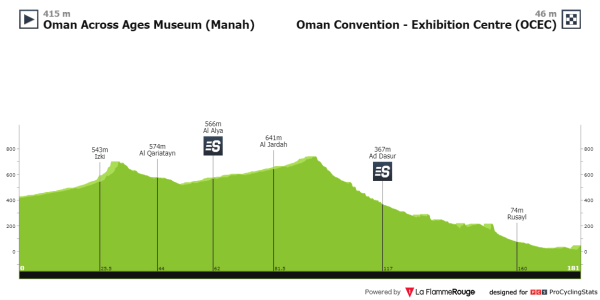 415 m
Oman Across Ages Museum (Manah)
46 m
Oman Convention - Exhibition Centre (OCEC)
566m
Al Alya
543m
Izki
574m
Al Qariatayn
641m
Al Jardah
367m
Ad Dasur
74m
Rusayl
800
600
400
200
0
800
600
400
200
0
0
25.5
44
62
81.5
117
160
181
Powered by La FlammeRouge
designed for PCS ProCyclingStats